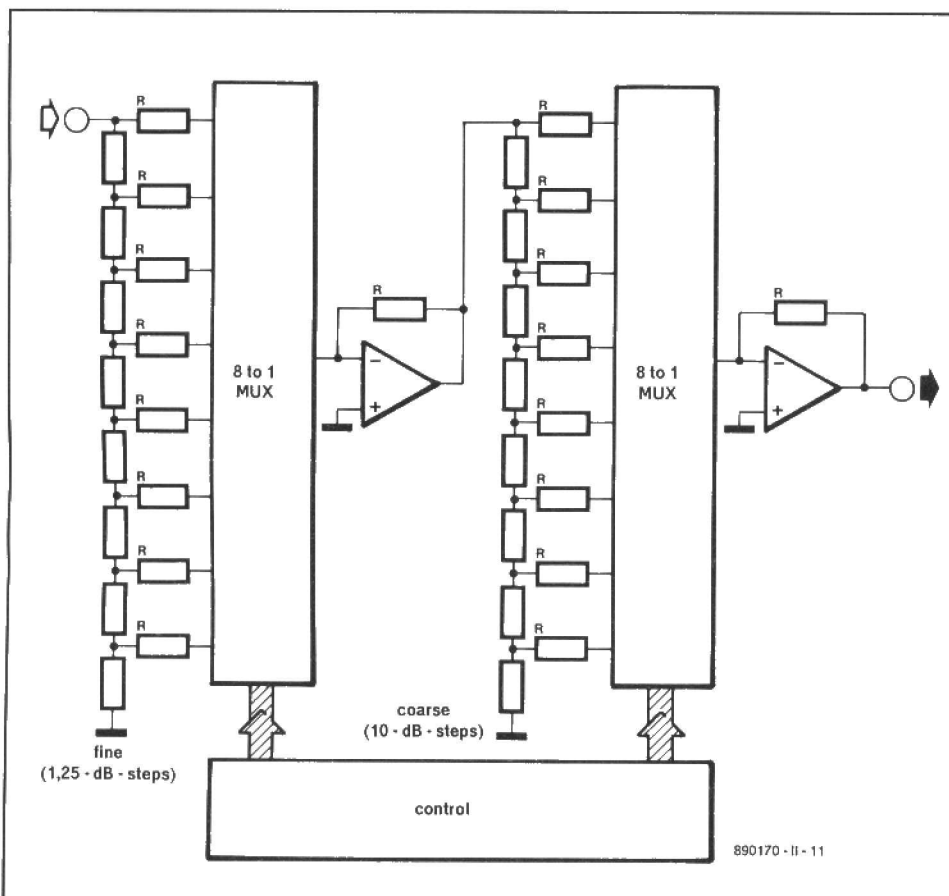 R
R
R
R
R
R
R
R
8 to 1
MUX
R
−
+
R
R
R
R
R
R
R
R
8 to 1
MUX
R
−
+
fine
(1,25 - dB - steps)
coarse
(10 - dB - steps)
control
890170 - II - 11